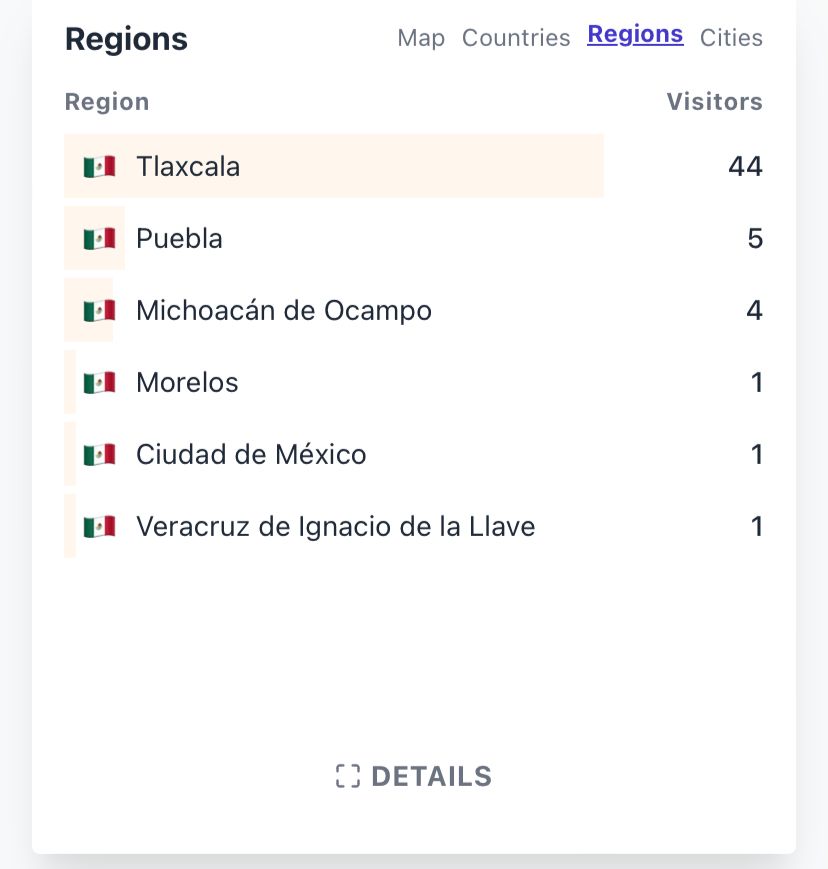 Regions Map Countries Regions Cities
Region Visitors
Tlaxcala 44
Puebla 5
Michoacán de Ocampo 4
Morelos 1
Ciudad de México 1
Veracruz de Ignacio de la Llave 1
DETAILS